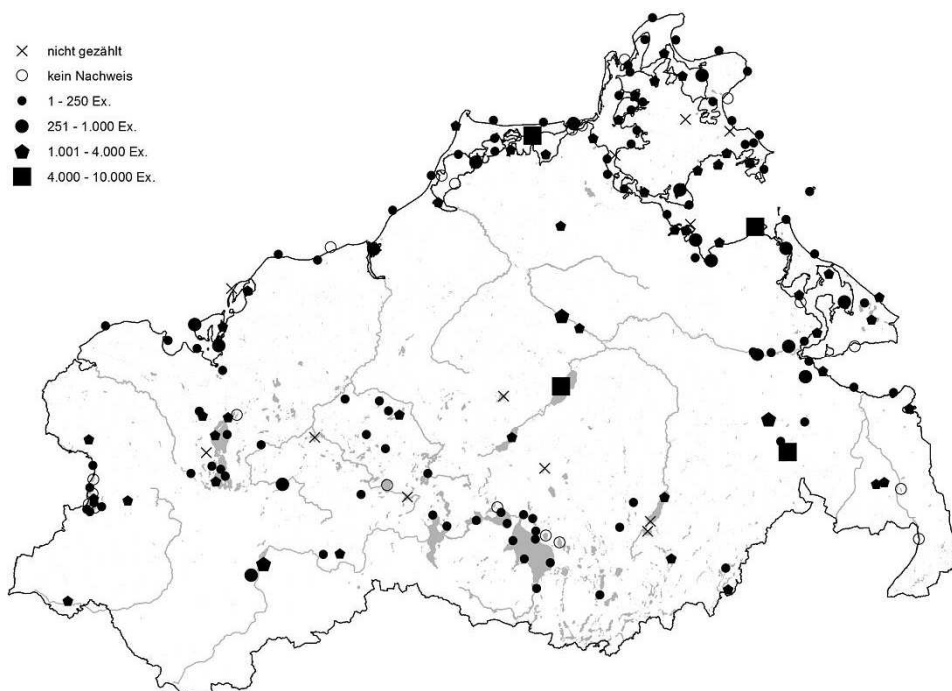 nicht gezählt
kein Nachweis
1 - 250 Ex.
251 - 1.000 Ex.
1.001 - 4.000 Ex.
4.000 - 10.000 Ex.